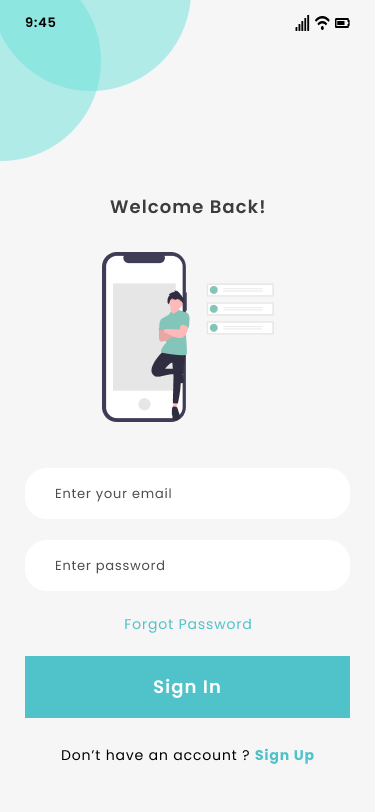 9:45
Welcome Back!
Enter your email
Enter password
Forgot Password
Sign In
Don’t have an account ? Sign Up